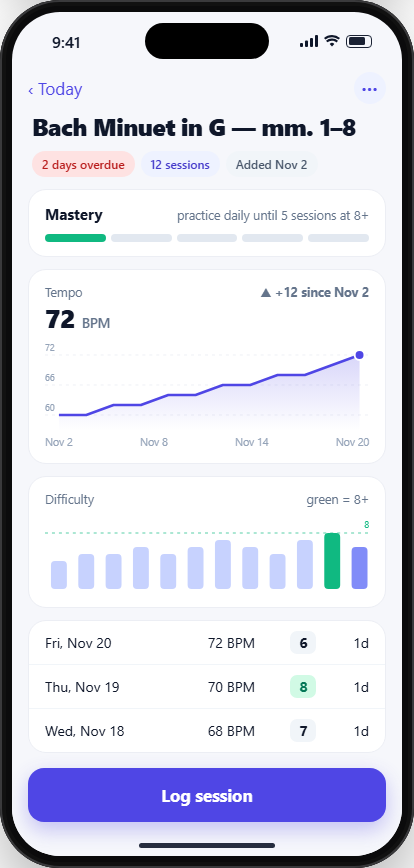 9:41
‹ Today
Bach Minuet in G — mm. 1–8
2 days overdue 12 sessions Added Nov 2
Mastery practice daily until 5 sessions at 8+
Tempo ▲ +12 since Nov 2
72 BPM
72
66
60
Nov 2 Nov 8 Nov 14 Nov 20
Difficulty green = 8+
8
Fri, Nov 20 72 BPM 6 1d
Thu, Nov 19 70 BPM 8 1d
Wed, Nov 18 68 BPM 7 1d
Log session